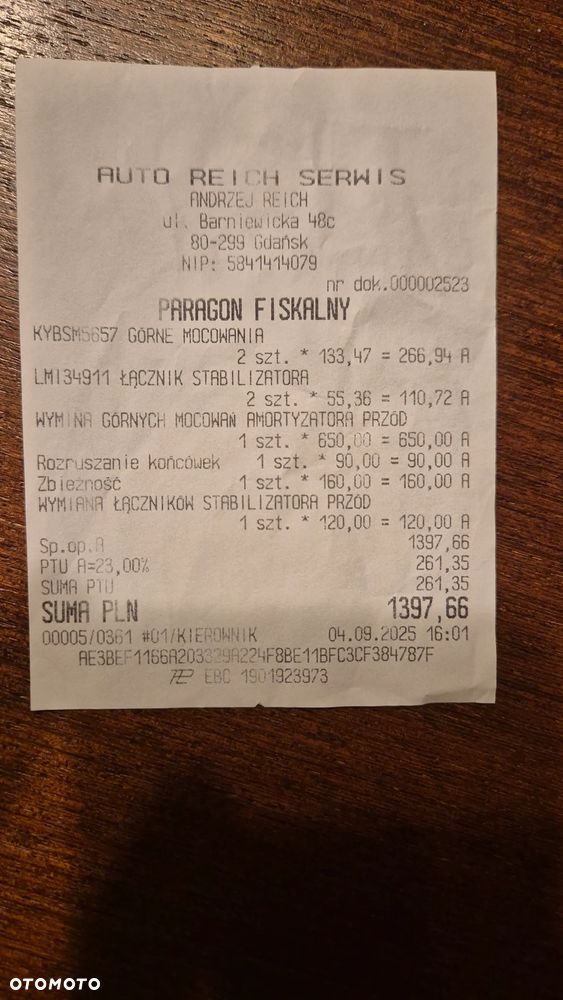 AUTO REICH SERWIS
ANDRZEJ REICH
ul. Barniewicka 48c
80-299 Gdańsk
NIP: 5841414079
nr dok.000002523
PARAGON FISKALNY
KYBSM5657 GÓRNE MOCOWANIA
2 szt. * 133,47 = 266,94 A
LMI34911 ŁĄCZNIK STABILIZATORA
2 szt. * 55,36 = 110,72 A
WYMINA GÓRNYCH MOCOWAŃ AMORTYZATORA PRZÓD
1 szt. * 650,00 = 650,00 A
Rozruszanie końcówek 1 szt. * 90,00 = 90,00 A
Zbieżność 1 szt. * 160,00 = 160,00 A
WYMIANA ŁĄCZNIKÓW STABILIZATORA PRZÓD
1 szt. * 120,00 = 120,00 A
Sp.op.A 1397,66
PTU A=23,00% 261,35
SUMA PTU 261,35
SUMA PLN 1397,66
00005/0361 #01/KIEROWNIK 04.09.2025 16:01
AE3BEF1166A203329A224F8BE11BFC3CF384787F
EBC 1901923973
OTOMOTO